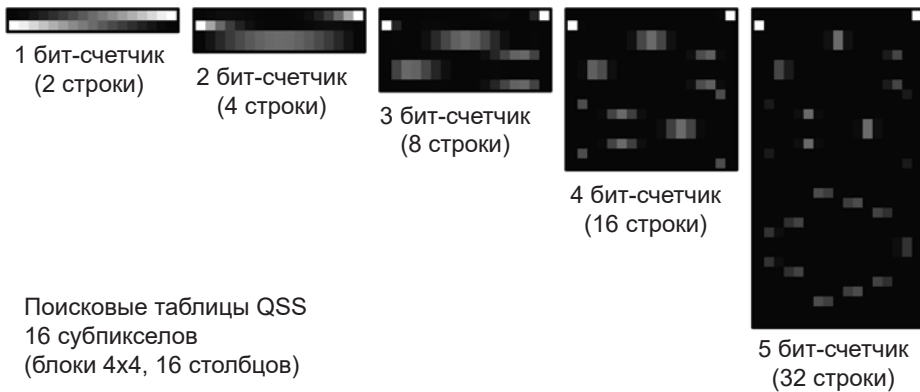 1 бит-счетчик
(2 строки)
2 бит-счетчик
(4 строки)
3 бит-счетчик
(8 строки)
4 бит-счетчик
(16 строки)
5 бит-счетчик
(32 строки)
Поисковые таблицы QSS
16 субпикселов
(блоки 4x4, 16 столбцов)